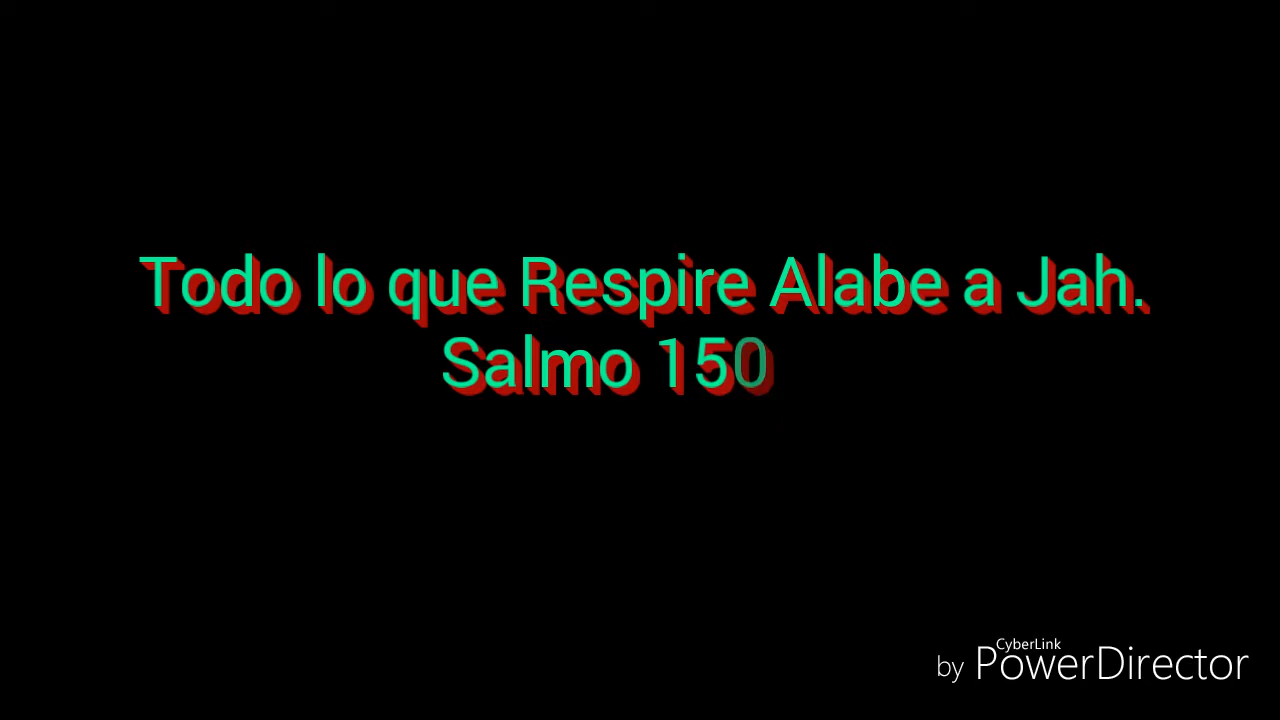 Todo lo que Respire Alabe a Jah.
Salmo 150
CyberLink
by PowerDirector